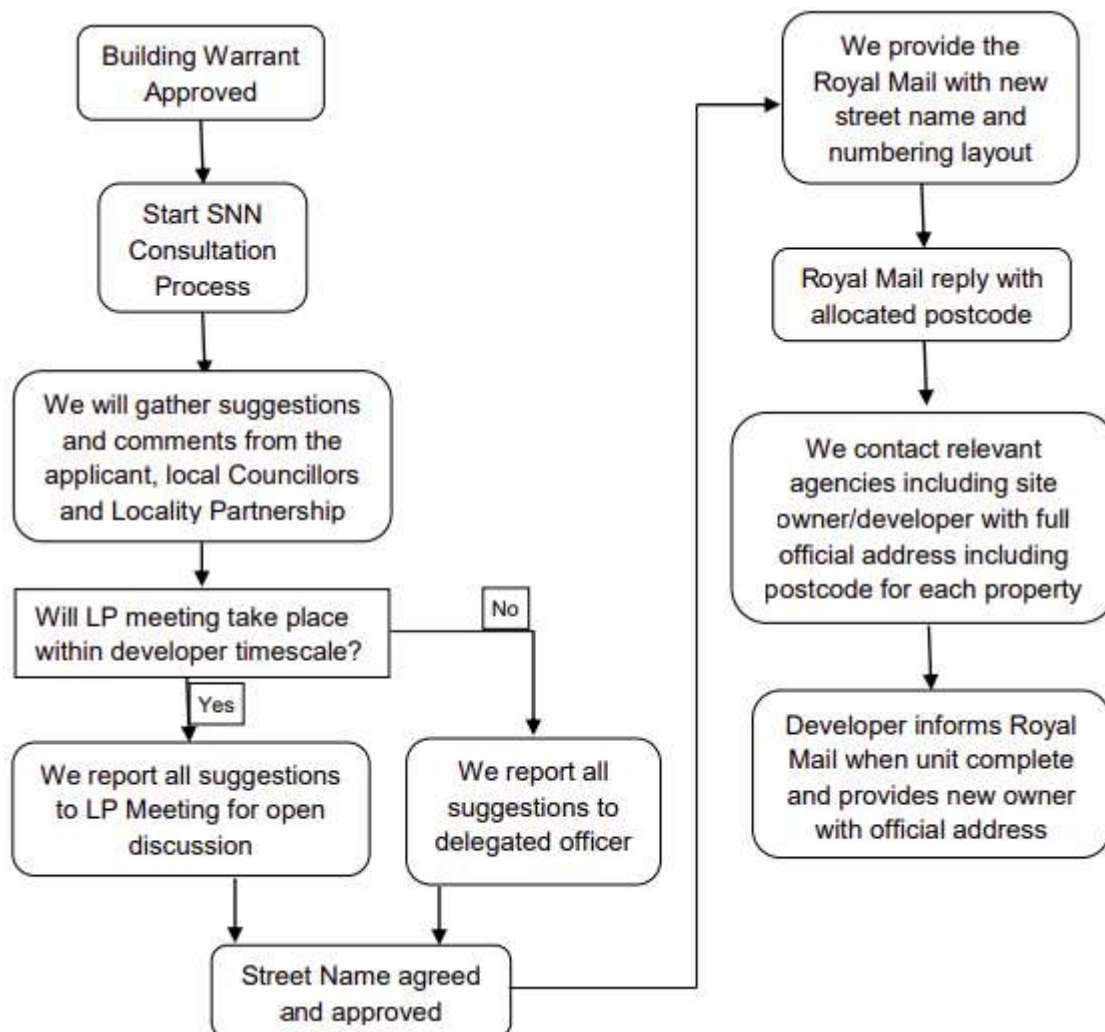 Building Warrant
Approved
Start SNN
Consultation
Process
We will gather suggestions
and comments from the
applicant, local Councillors
and Locality Partnership
Will LP meeting take place
within developer timescale?
No
Yes
We report all suggestions
to LP Meeting for open
discussion
We report all
suggestions to
delegated officer
Street Name agreed
and approved
We provide the
Royal Mail with new
street name and
numbering layout
Royal Mail reply with
allocated postcode
We contact relevant
agencies including site
owner/developer with full
official address including
postcode for each property
Developer informs Royal
Mail when unit complete
and provides new owner
with official address